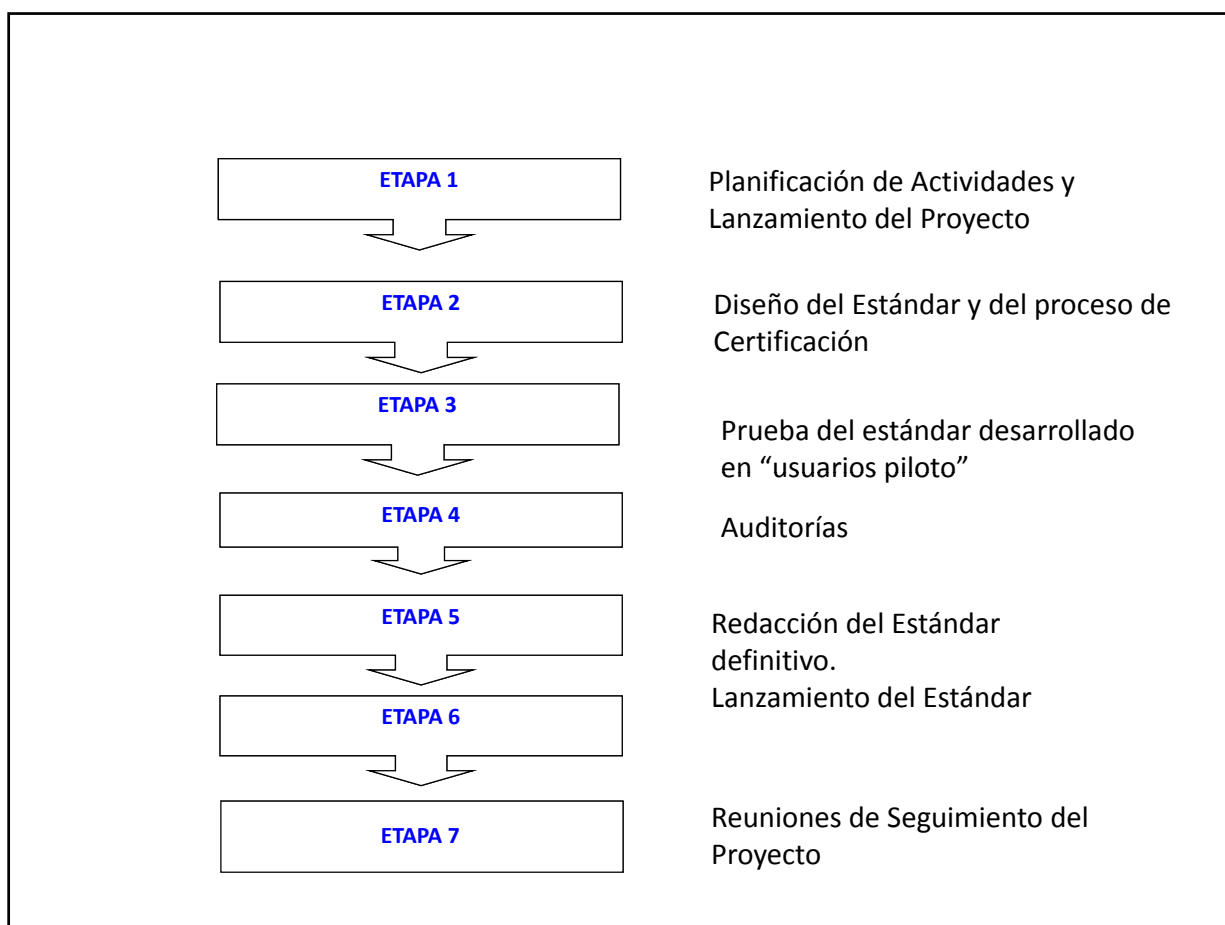 ETAPA 1
Planificación de Actividades y
Lanzamiento del Proyecto
ETAPA 2
Diseño del Estándar y del proceso de
Certificación
ETAPA 3
Prueba del estándar desarrollado
en “usuarios piloto”
ETAPA 4
Auditorías
ETAPA 5
Redacción del Estándar
definitivo.
Lanzamiento del Estándar
ETAPA 6
ETAPA 7
Reuniones de Seguimiento del
Proyecto